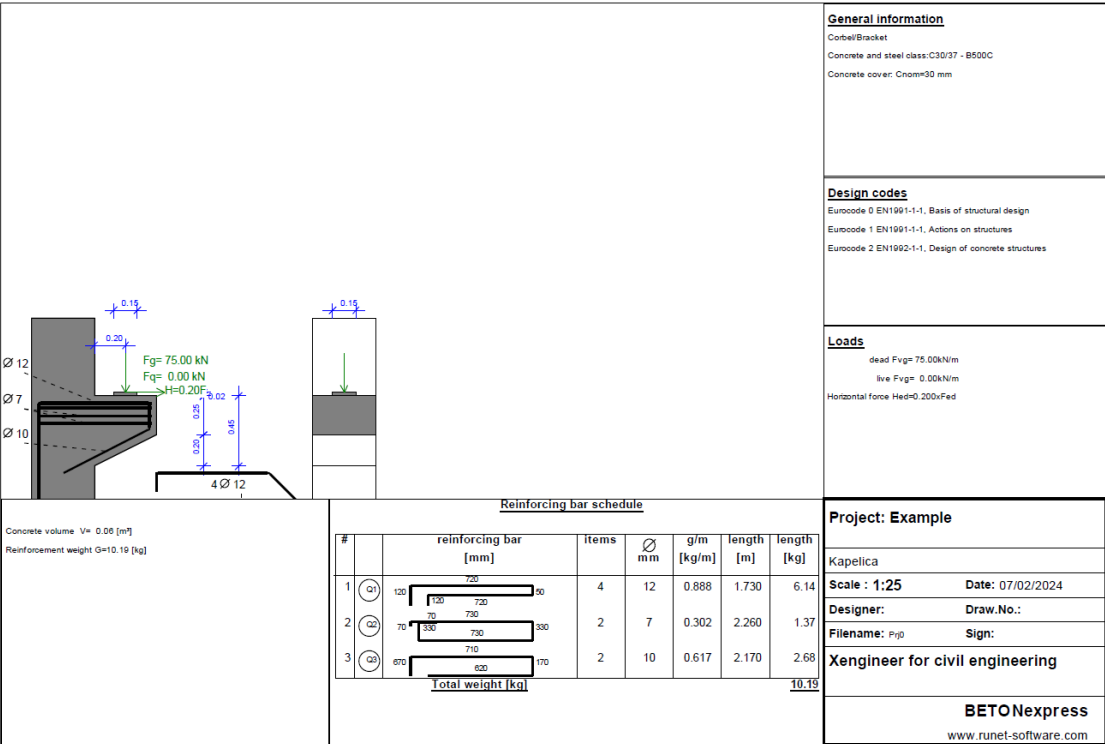 General information
Corbel/Bracket
Concrete and steel class:C30/37 - B500C
Concrete cover: Cnom=30 mm
Design codes
Eurocode 0 EN1991-1-1, Basis of structural design
Eurocode 1 EN1991-1-1, Actions on structures
Eurocode 2 EN1992-1-1, Design of concrete structures
Loads
dead Fvg= 75.00kN/m
live Fvg= 0.00kN/m
Horizontal force Hed=0.200xFed
0.15
0.15
0.20
Fg= 75.00 kN
Fq= 0.00 kN
H=0.20F
0.02
Ø 12
Ø 7
Ø 10
0.25
0.45
0.20
4 Ø 12
Concrete volume V= 0.06 [m³]
Reinforcement weight G=10.19 [kg]
Reinforcing bar schedule
# reinforcing bar [mm] items Ø mm g/m [kg/m] length [m] length [kg]
1 Q1 120 720 50 120 720 4 12 0.888 1.730 6.14
2 Q2 70 70 730 330 330 730 2 7 0.302 2.260 1.37
3 Q3 670 710 170 620 2 10 0.617 2.170 2.68
Total weight [kg] 10.19
Project: Example
Kapelica
Scale : 1:25 Date: 07/02/2024
Designer: Draw.No.:
Filename: Prj0 Sign:
Xengineer for civil engineering
BETONexpress
www.runet-software.com